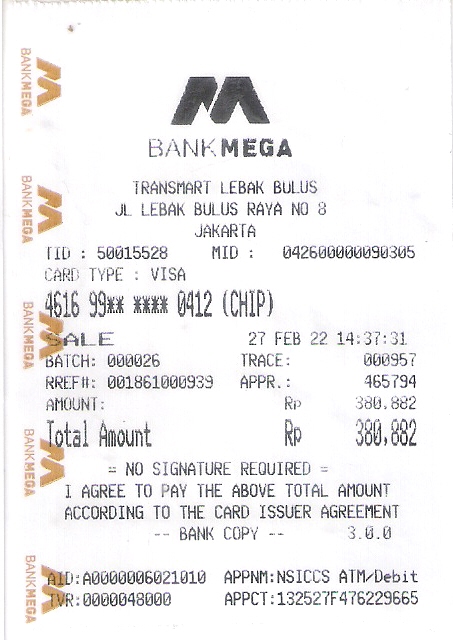 BANKMEGA
TRANSMART LEBAK BULUS
JL LEBAK BULUS RAYA NO 8
JAKARTA
TID : 50015528 MID : 042600000090305
CARD TYPE : VISA
4616 99** **** 0412 (CHIP)
SALE 27 FEB 22 14:37:31
BATCH: 000026 TRACE: 000957
RREF#: 001861000939 APPR.: 465794
AMOUNT: Rp 380.882
Total Amount Rp 380,882
= NO SIGNATURE REQUIRED =
I AGREE TO PAY THE ABOVE TOTAL AMOUNT
ACCORDING TO THE CARD ISSUER AGREEMENT
-- BANK COPY -- 3.0.0
AID:A0000006021010 APPNM:NSICCS ATM/Debit
TVR:0000048000 APPCT:132527F476229665
BANKMEGA
BANKMEGA
BANKMEGA
BANKMEGA
BANKMEGA